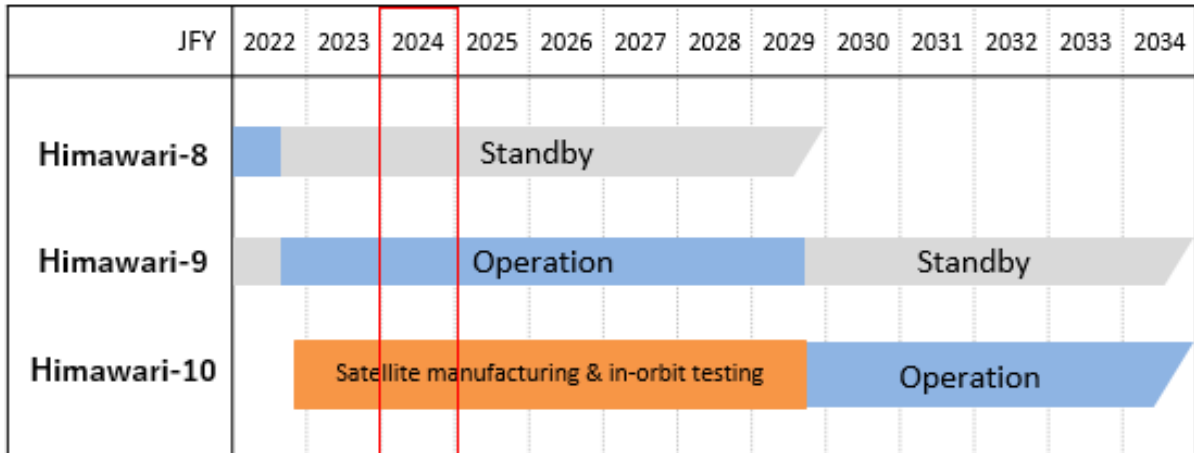 JFY 2022 2023 2024 2025 2026 2027 2028 2029 2030 2031 2032 2033 2034
Himawari-8 Standby
Himawari-9 Operation Standby
Himawari-10 Satellite manufacturing & in-orbit testing Operation